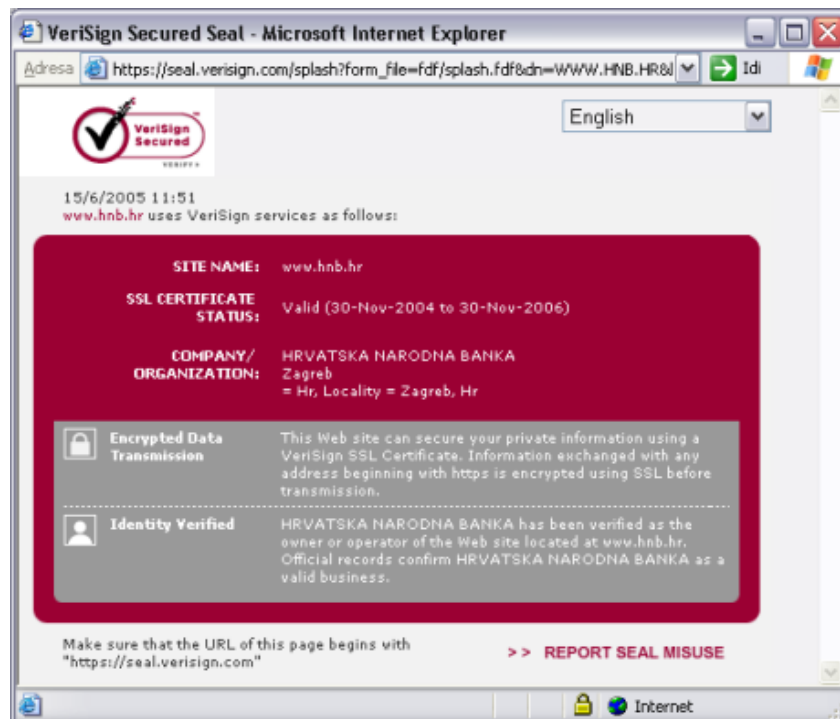 VeriSign Secured Seal - Microsoft Internet Explorer
Adresa https://seal.verisign.com/splash?form_file=fdf/splash.fdf&dn=WWW.HNB.HR& Idi
VeriSign
Secured
VERIFY>
English
15/6/2005 11:51
www.hnb.hr uses VeriSign services as follows:
SITE NAME: www.hnb.hr
SSL CERTIFICATE
STATUS: Valid (30-Nov-2004 to 30-Nov-2006)
COMPANY/ HRVATSKA NARODNA BANKA
ORGANIZATION: Zagreb
= Hr, Locality = Zagreb, Hr
Encrypted Data
Transmission
This Web site can secure your private information using a
VeriSign SSL Certificate. Information exchanged with any
address beginning with https is encrypted using SSL before
transmission.
Identity Verified
HRVATSKA NARODNA BANKA has been verified as the
owner or operator of the Web site located at www.hnb.hr.
Official records confirm HRVATSKA NARODNA BANKA as a
valid business.
Make sure that the URL of this page begins with
"https://seal.verisign.com"
>> REPORT SEAL MISUSE
Internet